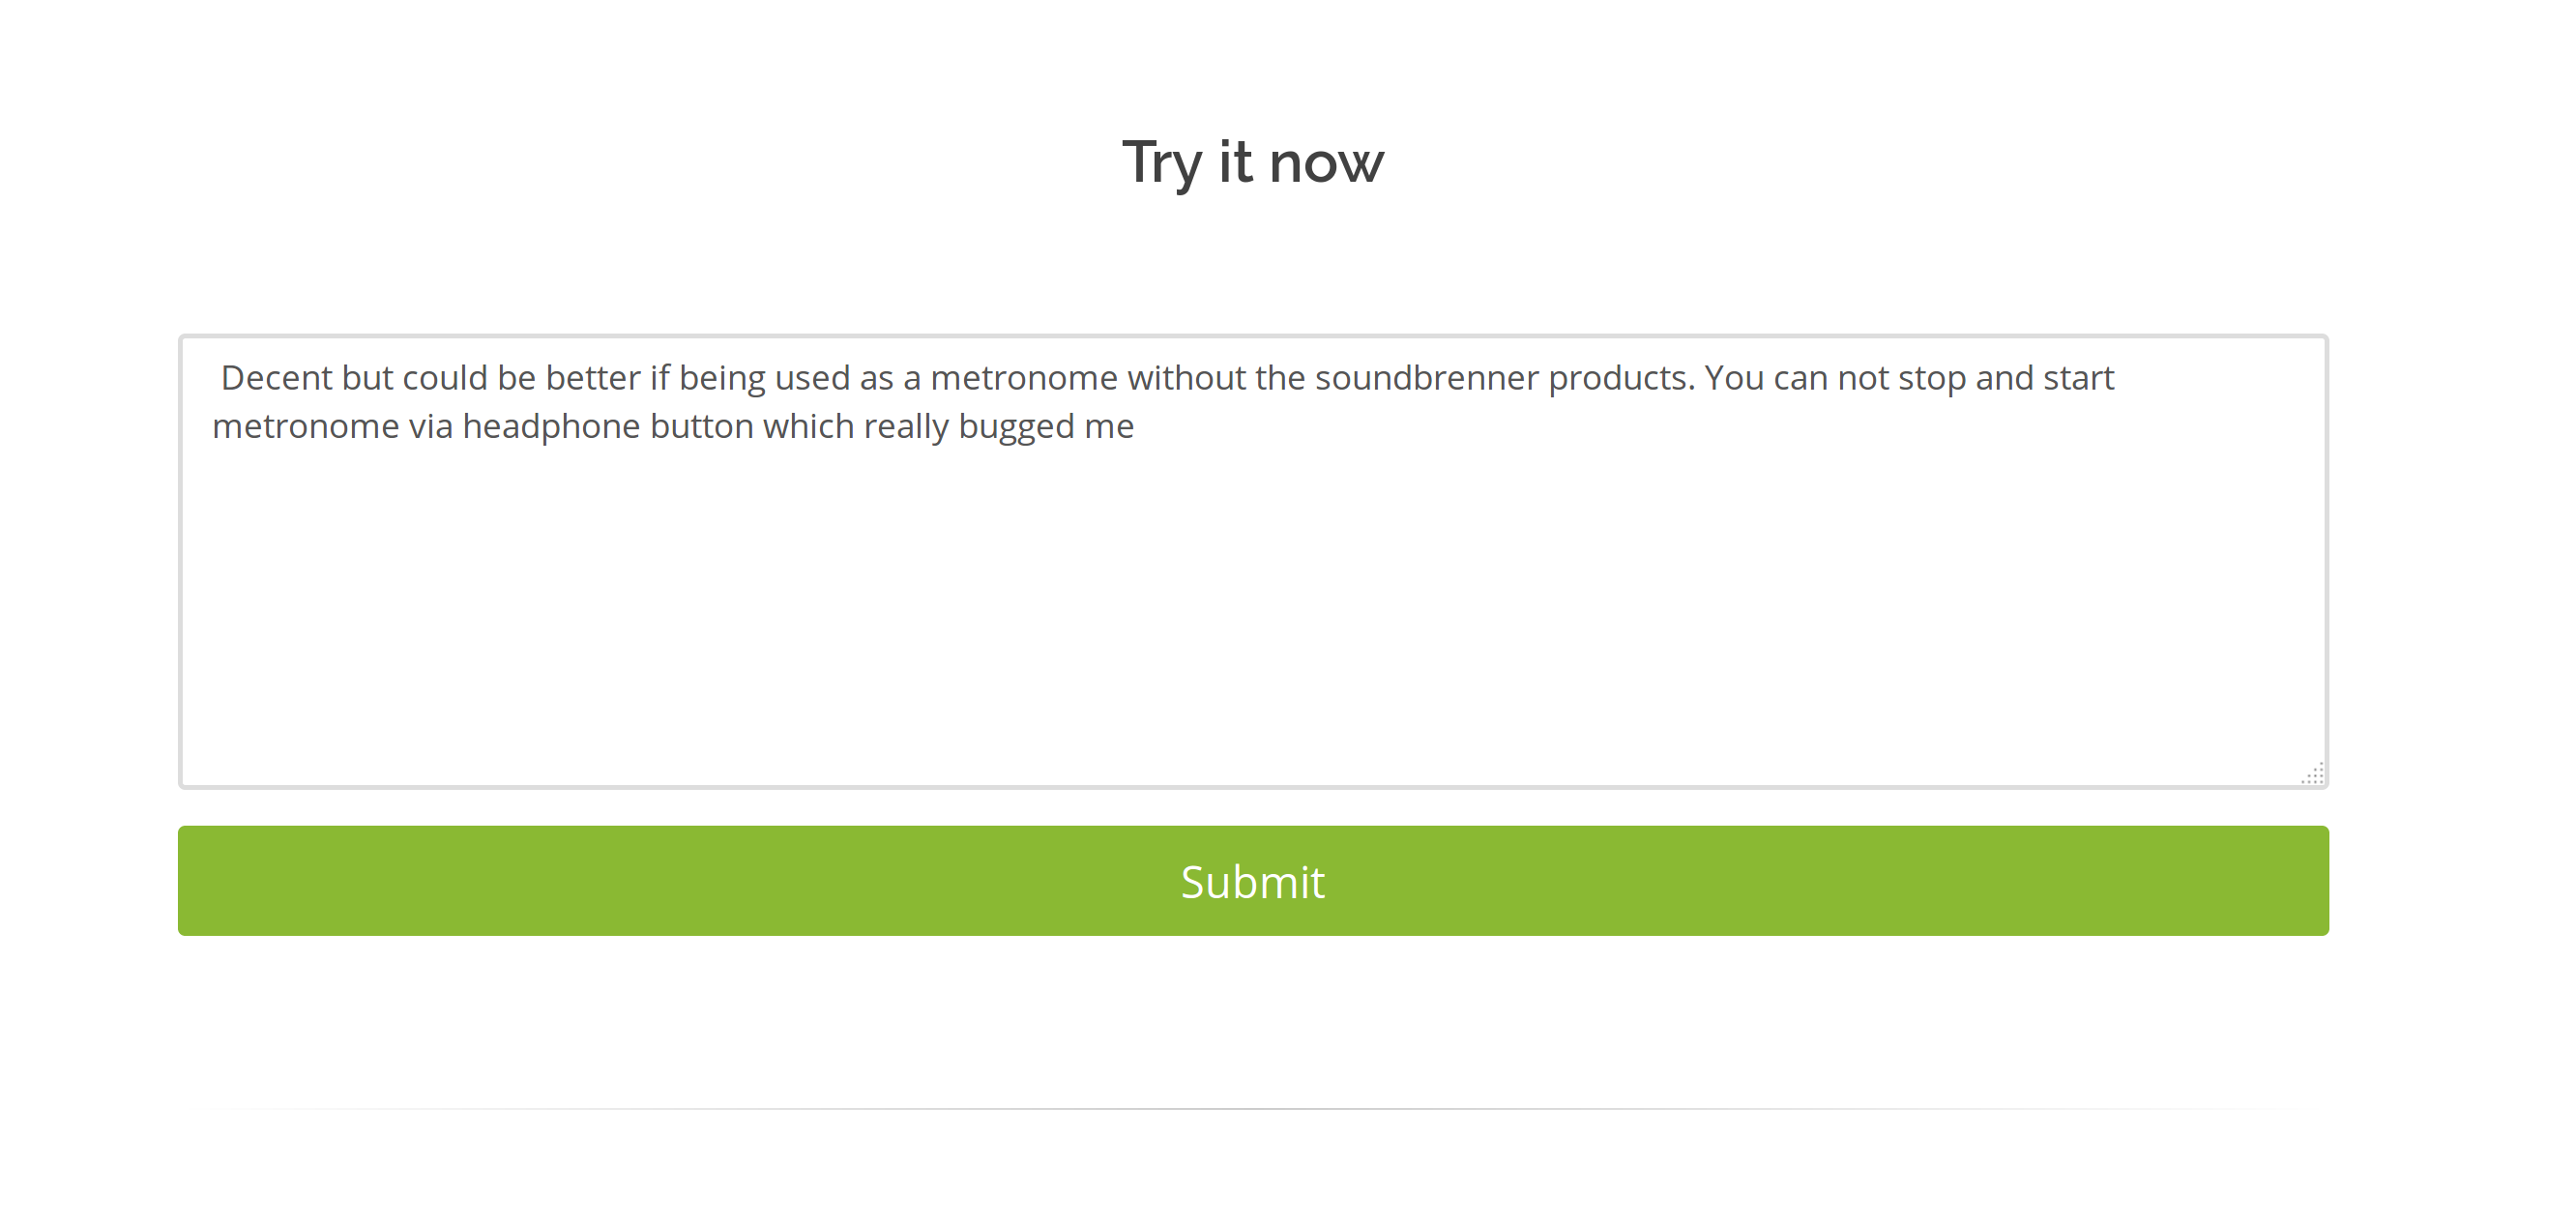 Try it now
Decent but could be better if being used as a metronome without the soundbrenner products. You can not stop and start
metronome via headphone button which really bugged me
Submit